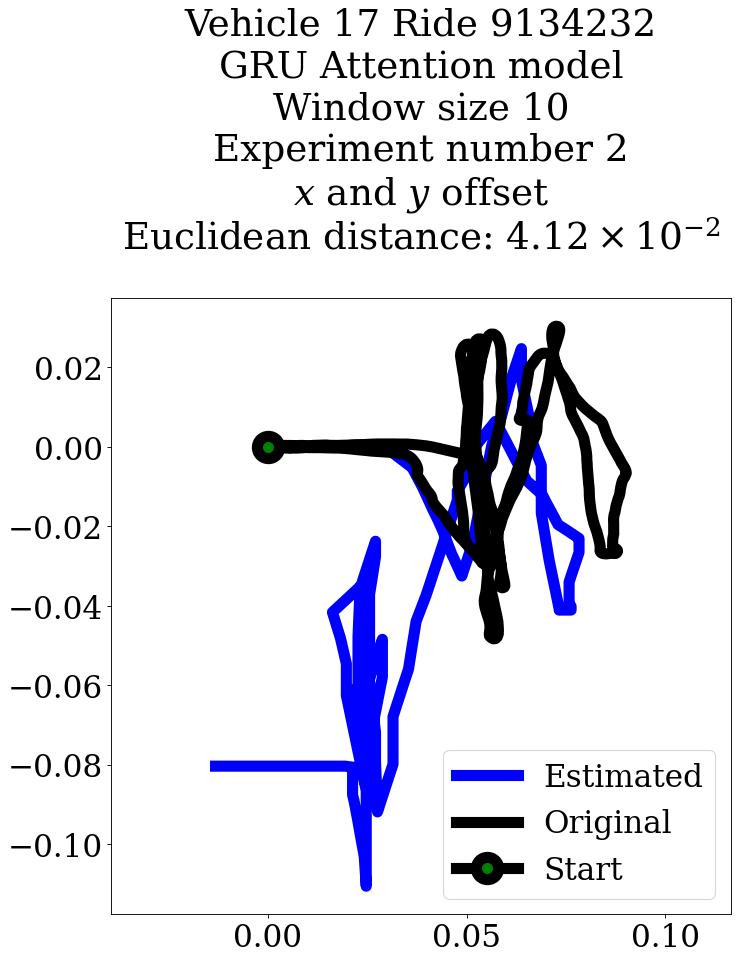 Vehicle 17 Ride 9134232
GRU Attention model
Window size 10
Experiment number 2
x and y offset
Euclidean distance: 4.12 × 10⁻²
0.02
0.00
−0.02
−0.04
−0.06
−0.08
−0.10
Estimated
Original
Start
0.00 0.05 0.10